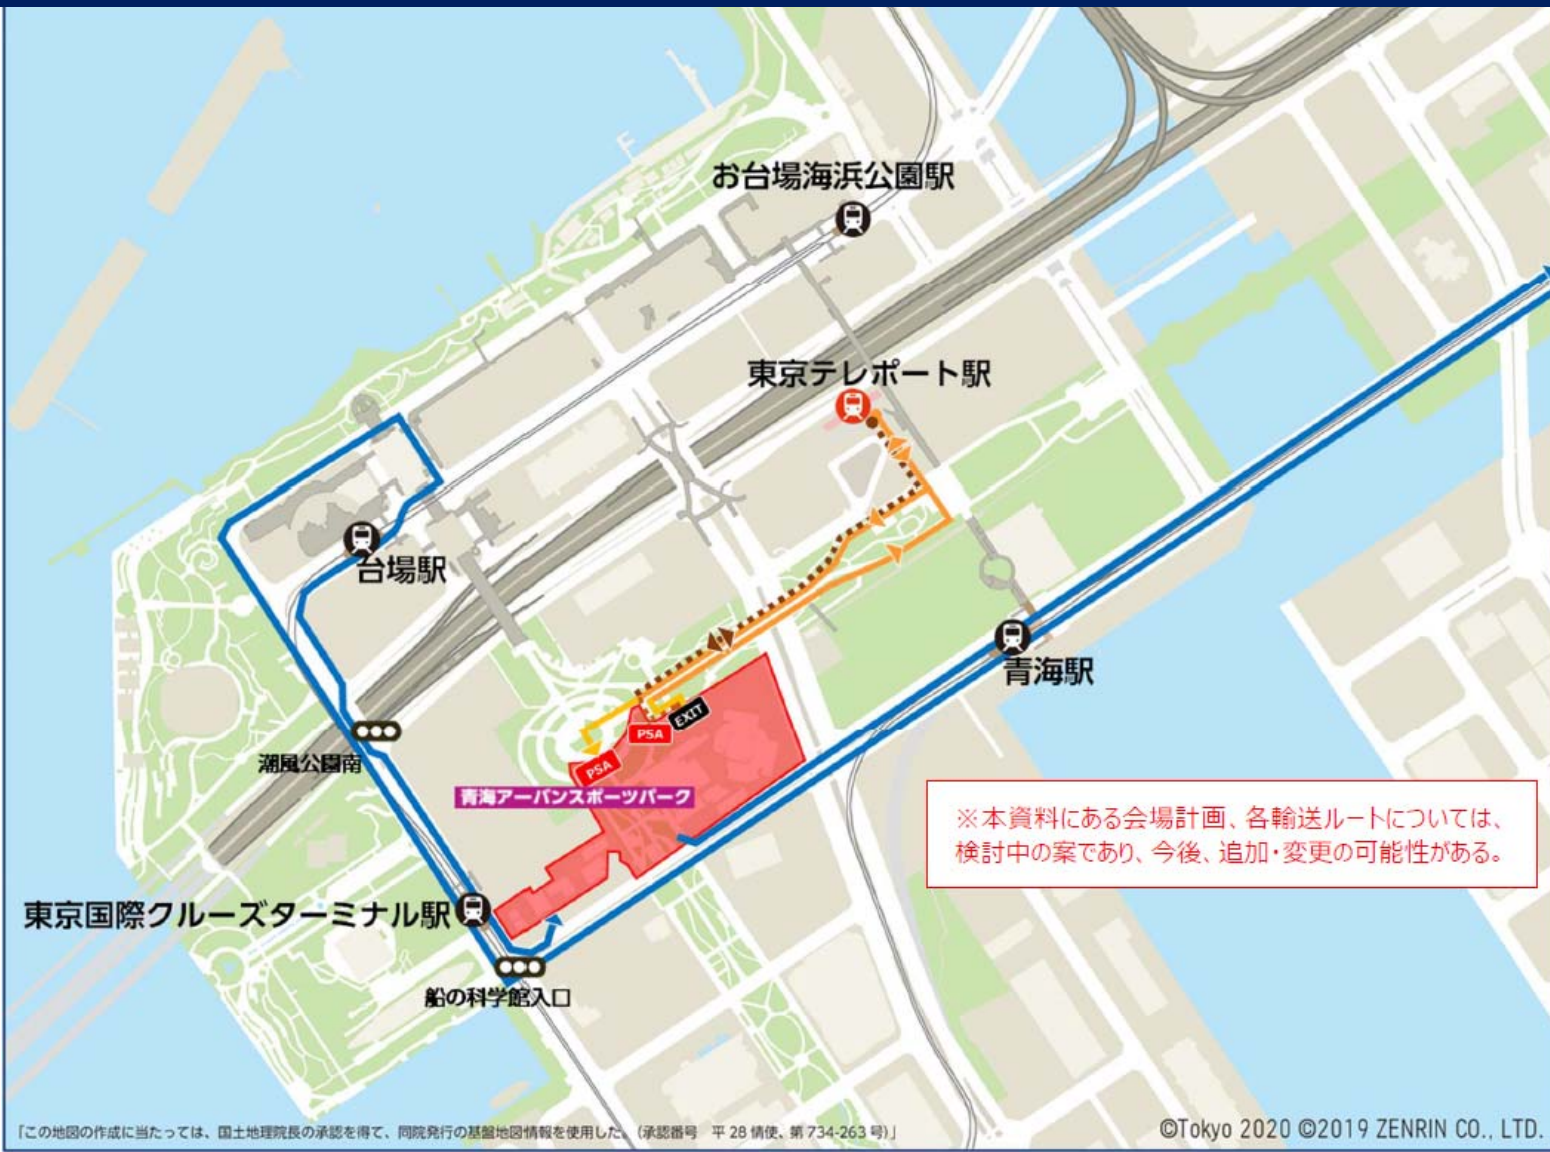 お台場海浜公園駅
東京テレポート駅
台場駅
青海駅
潮風公園南
EXIT
PSA
PSA
青海アーバンスポーツパーク
※本資料にある会場計画、各輸送ルートについては、
検討中の案であり、今後、追加・変更の可能性がある。
東京国際クルーズターミナル駅
船の科学館入口
「この地図の作成に当たっては、国土地理院長の承認を得て、同院発行の基盤地図情報を使用した。（承認番号 平 28 情使、第 734-263 号）」
©Tokyo 2020 ©2019 ZENRIN CO., LTD.